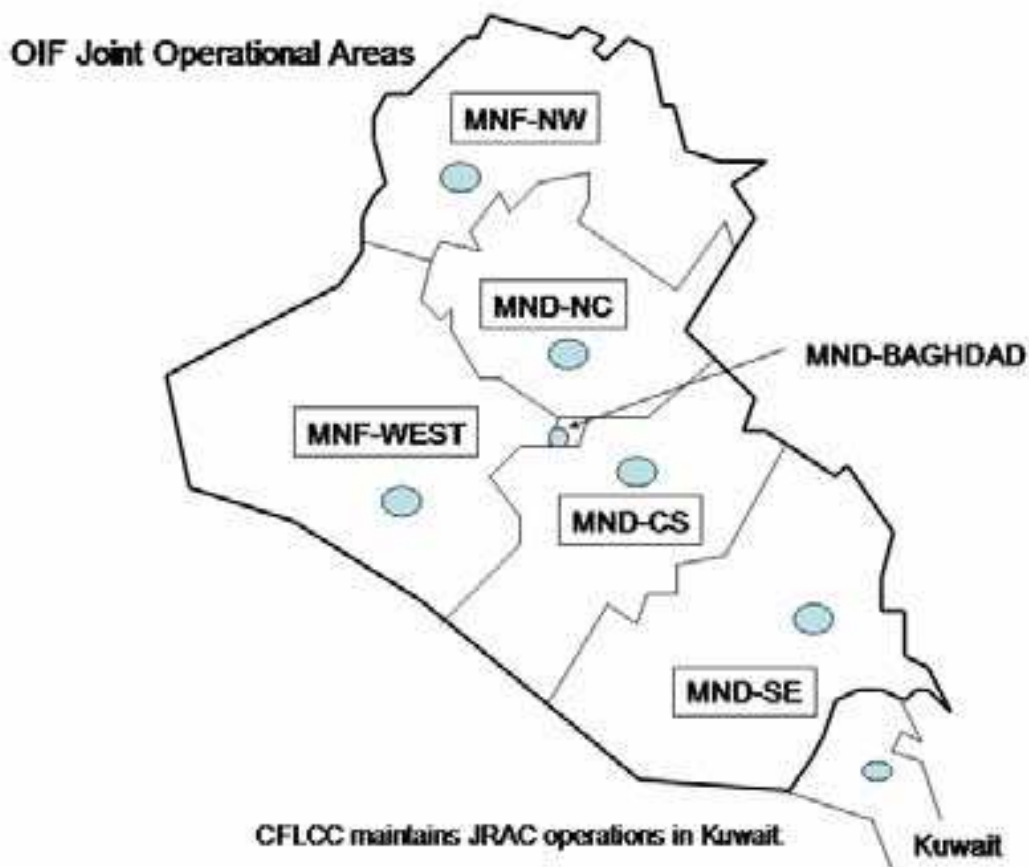 OIF Joint Operational Areas
MNF-NW
MND-NC
MND-BAGHDAD
MNF-WEST
MND-CS
MND-SE
CFLCC maintains JRAC operations in Kuwait.
Kuwait